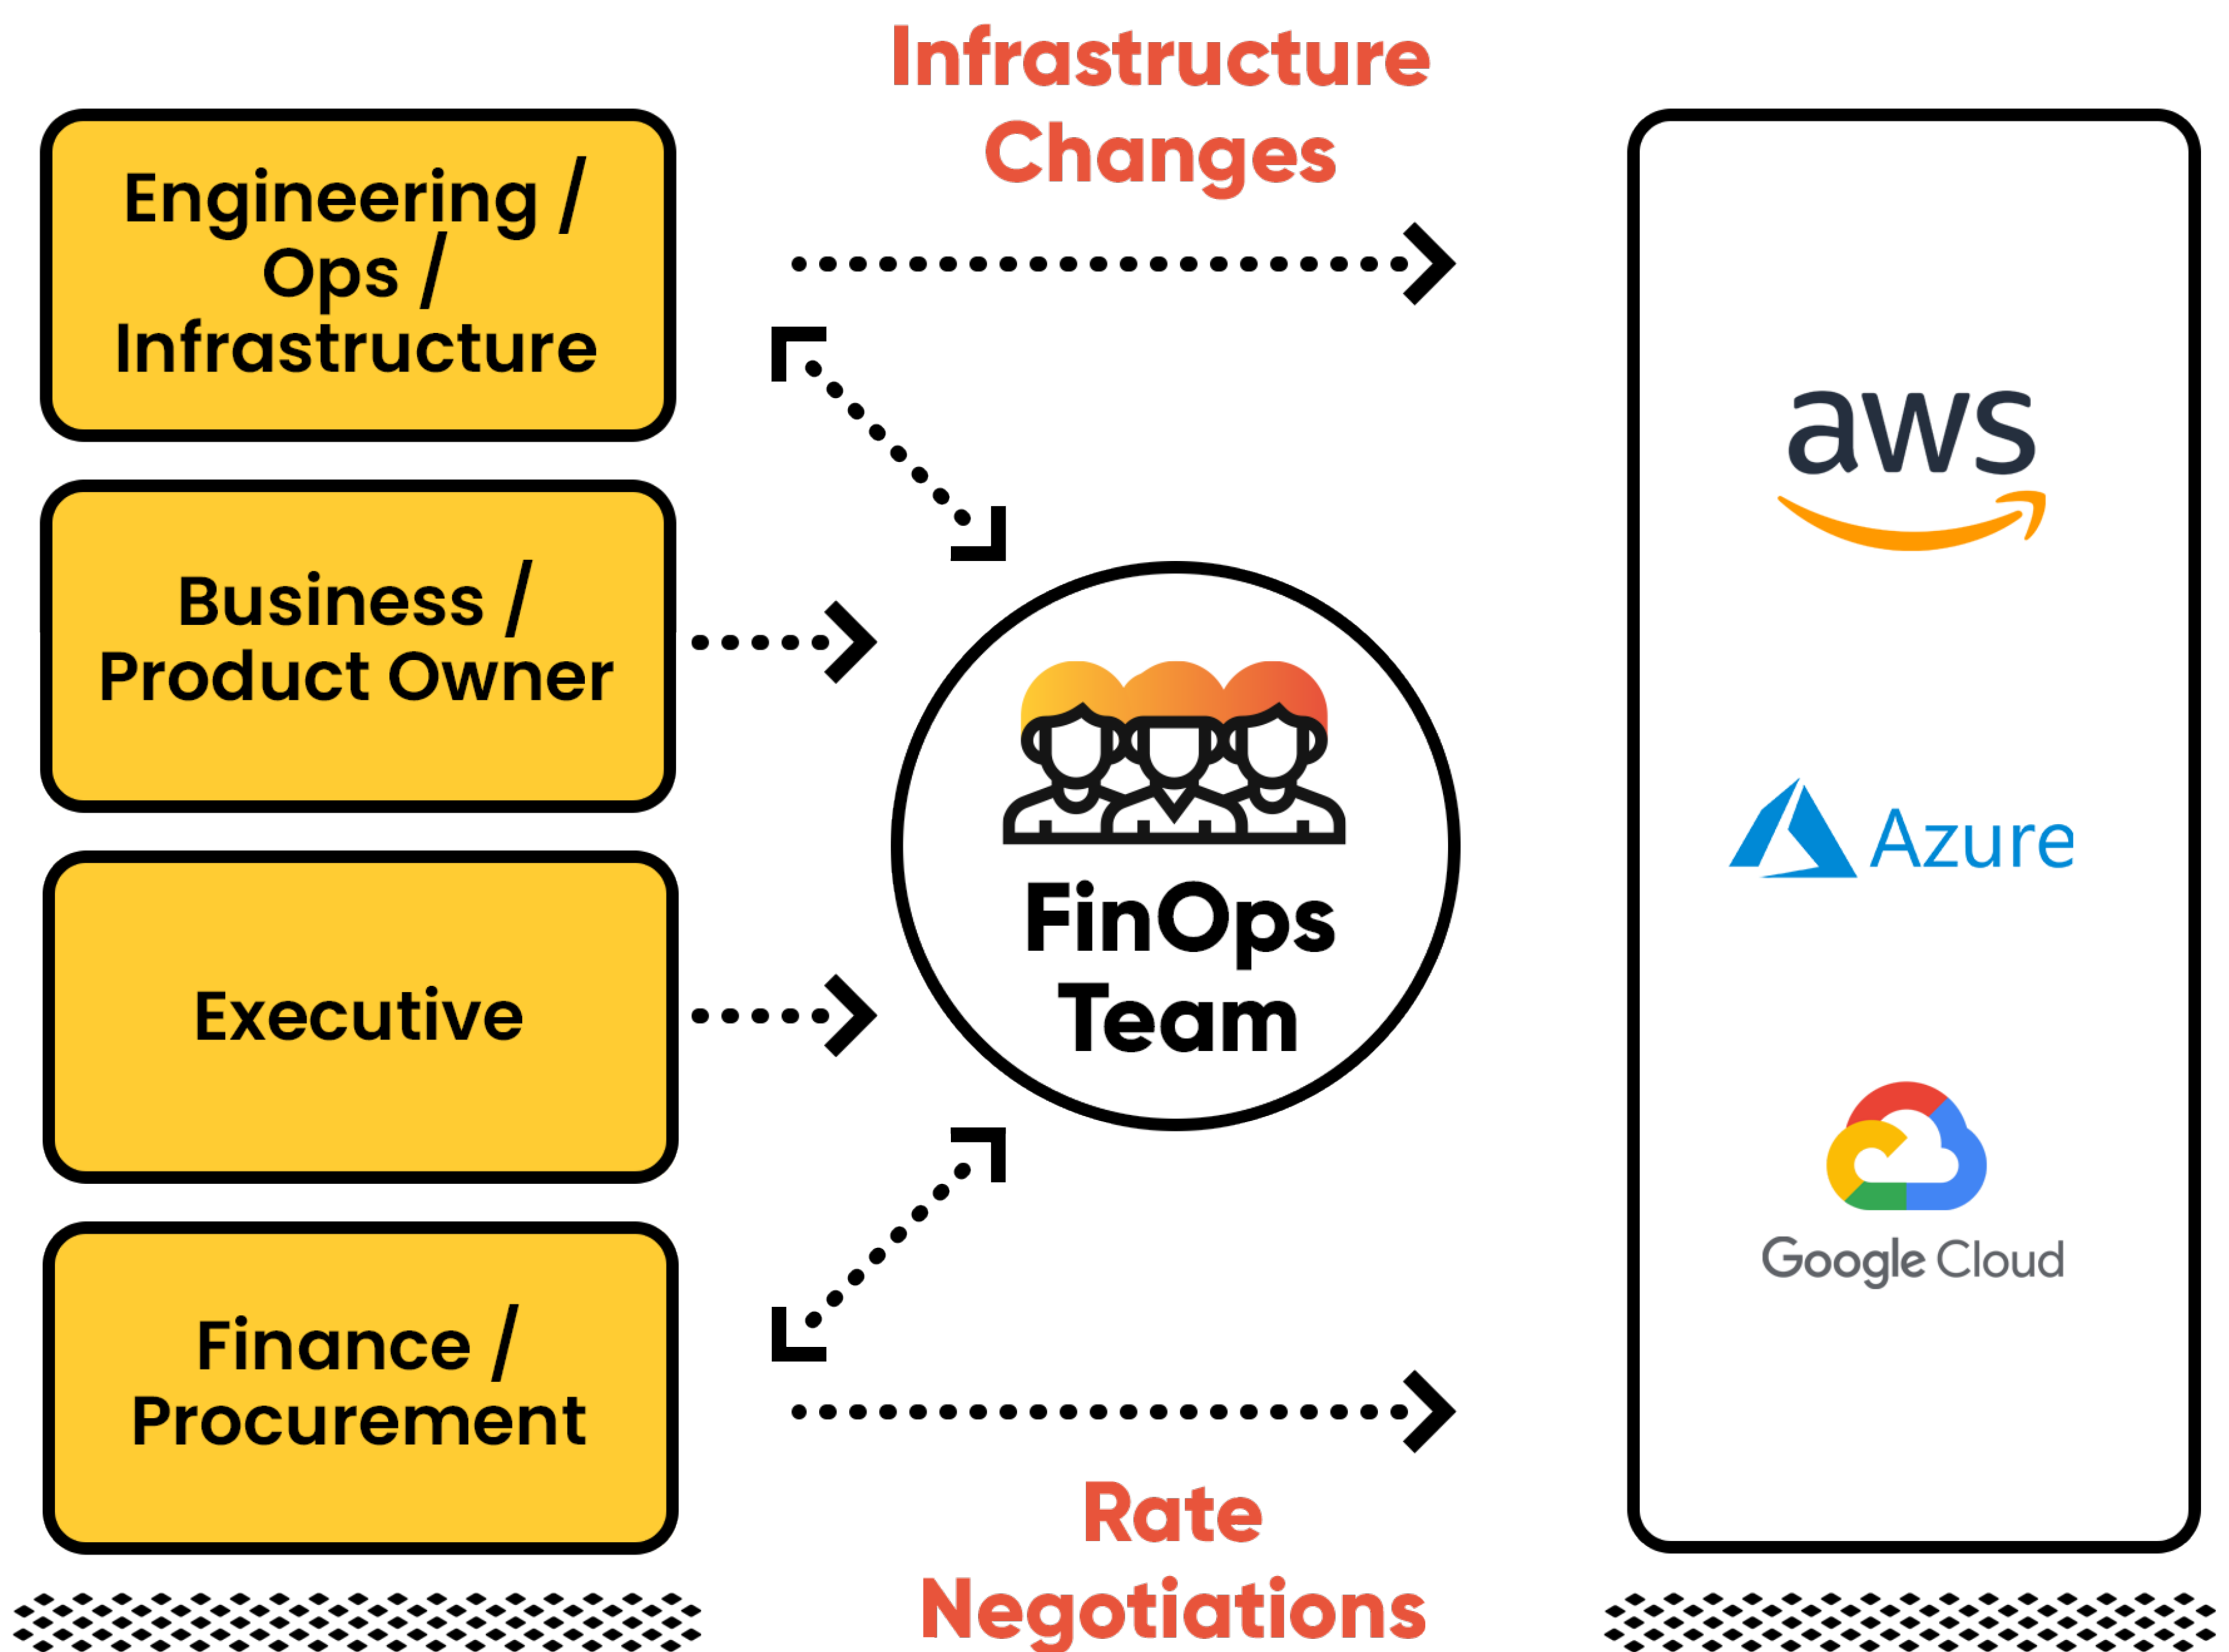 Infrastructure
Changes
Engineering /
Ops /
Infrastructure
Business /
Product Owner
Executive
Finance /
Procurement
FinOps
Team
Rate
Negotiations
aws
Azure
Google Cloud